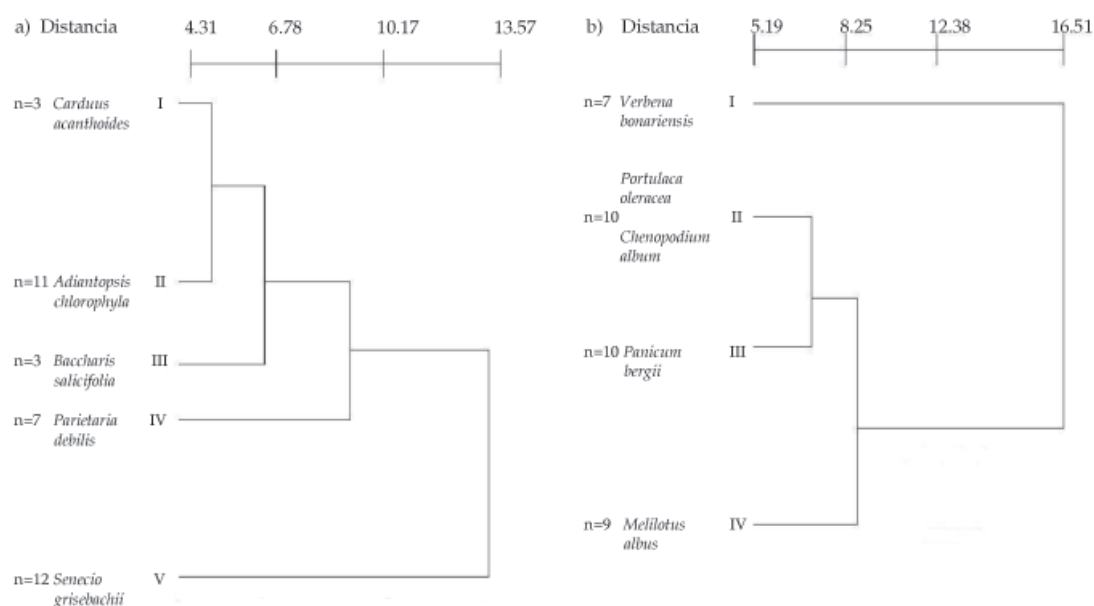 a) Distancia 4.31 6.78 10.17 13.57
n=3 Carduus I
acanthoides
n=11 Adiantopsis II
chlorophyla
n=3 Baccharis III
salicifolia
n=7 Parietaria IV
debilis
n=12 Senecio V
grisebachii
b) Distancia 5.19 8.25 12.38 16.51
n=7 Verbena I
bonariensis
Portulaca
oleracea
n=10 II
Chenopodium
album
n=10 Panicum III
bergii
n=9 Melilotus IV
albus